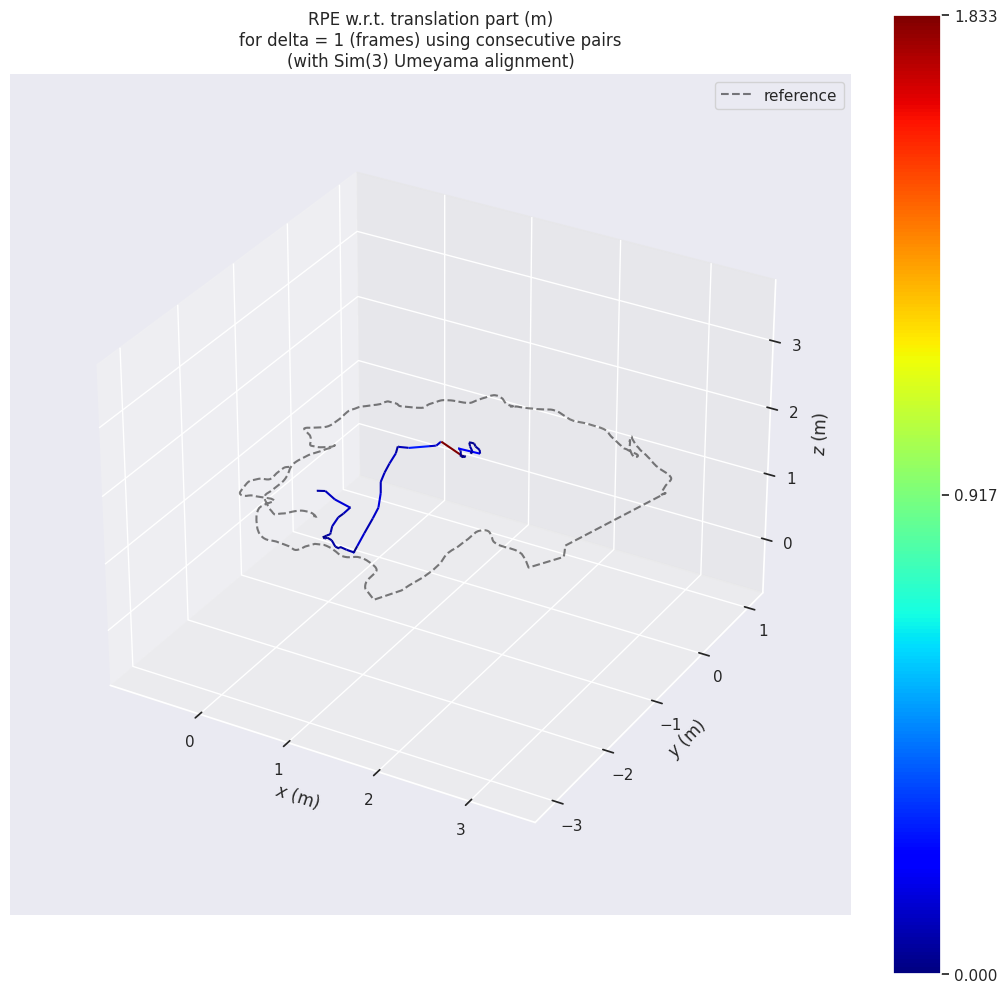 RPE w.r.t. translation part (m)
for delta = 1 (frames) using consecutive pairs
(with Sim(3) Umeyama alignment)
reference
1.833
0.917
0.000
3
2
1
0
z (m)
1
0
−1
−2
−3
y (m)
0
1
2
3
x (m)